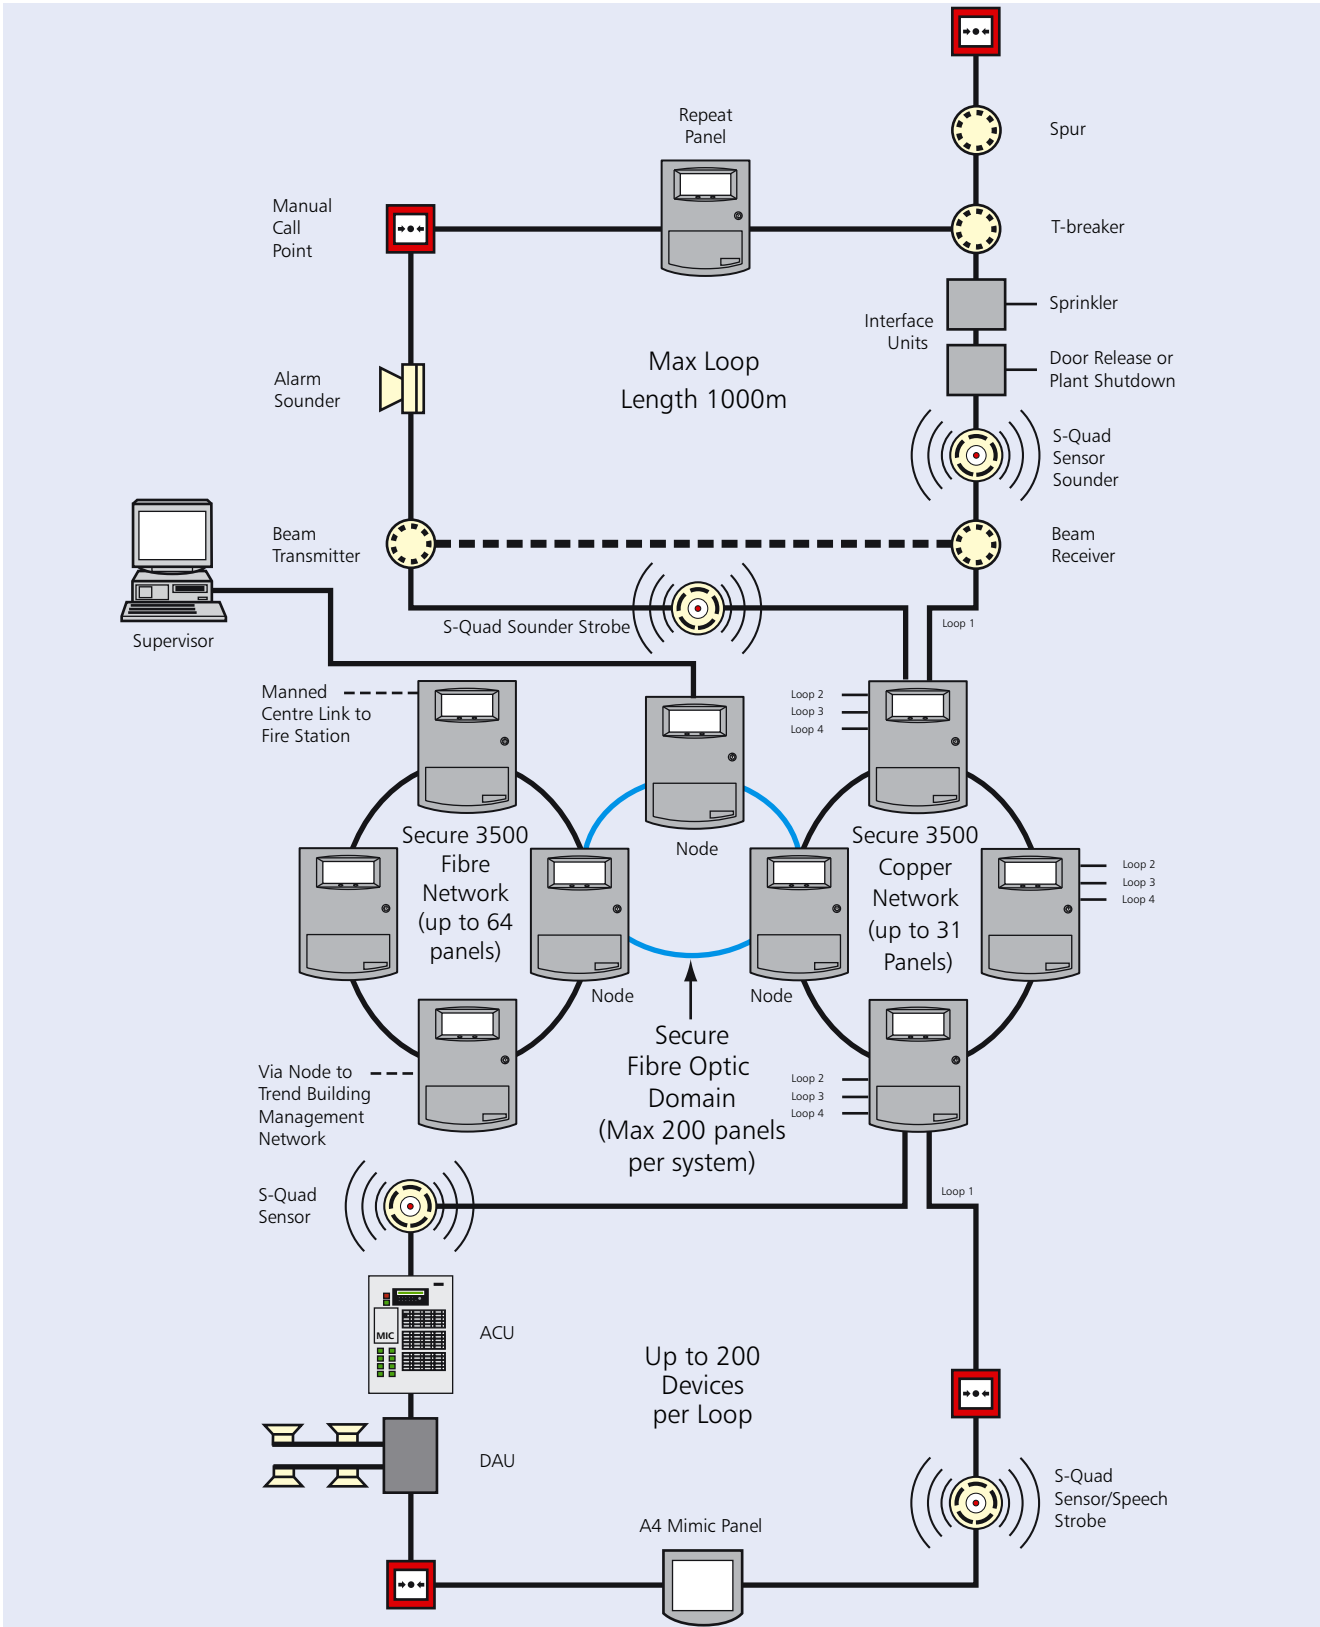 Repeat
Panel
Spur
Manual
Call
Point
T-breaker
Sprinkler
Interface
Units
Door Release or
Plant Shutdown
Max Loop
Length 1000m
Alarm
Sounder
S-Quad
Sensor
Sounder
Beam
Transmitter
Beam
Receiver
S-Quad Sounder Strobe
Loop 1
Supervisor
Manned
Centre Link to
Fire Station
Loop 2
Loop 3
Loop 4
Secure 3500
Fibre
Network
(up to 64
panels)
Node
Secure 3500
Copper
Network
(up to 31
Panels)
Loop 2
Loop 3
Loop 4
Node
Node
Secure
Fibre Optic
Domain
(Max 200 panels
per system)
Via Node to
Trend Building
Management
Network
Loop 2
Loop 3
Loop 4
S-Quad
Sensor
Loop 1
MIC
ACU
Up to 200
Devices
per Loop
DAU
S-Quad
Sensor/Speech
Strobe
A4 Mimic Panel